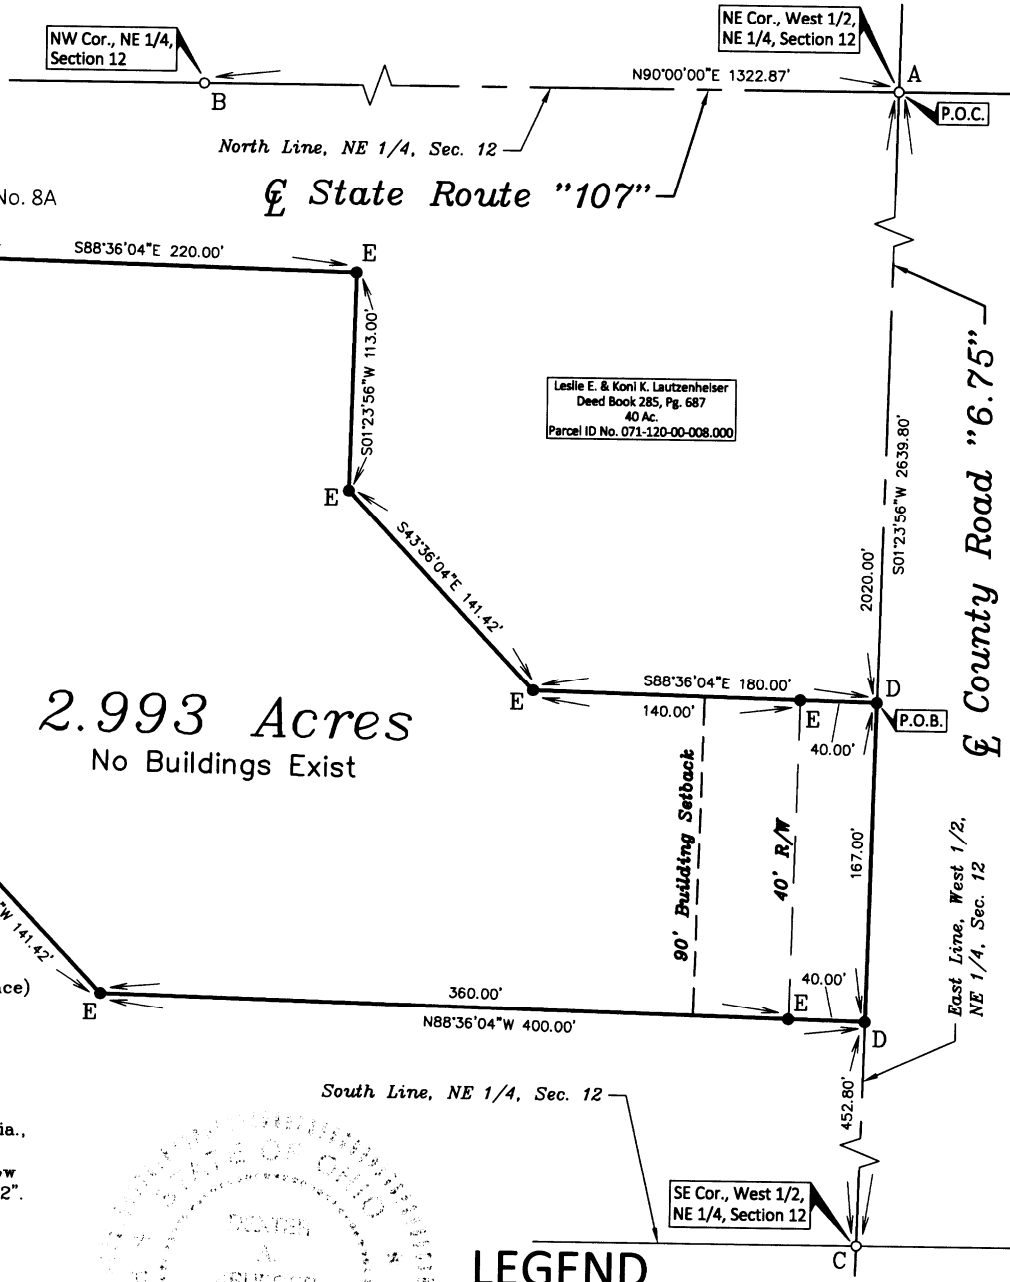 NW Cor., NE 1/4,
Section 12
NE Cor., West 1/2,
NE 1/4, Section 12
N90°00'00"E 1322.87'
A
B
P.O.C.
North Line, NE 1/4, Sec. 12
No. 8A
℄ State Route "107"
S88°36'04"E 220.00'
E
S01°23'56"W 113.00'
℄ County Road "6.75"
Leslie E. & Koni K. Lautzenheiser
Deed Book 285, Pg. 687
40 Ac.
Parcel ID No. 071-120-00-008.000
S01°23'56"W 2639.80'
2020.00'
E
S43°36'04"E 141.42'
S88°36'04"E 180.00'
D
E
140.00'
E
P.O.B.
40.00'
2.993 Acres
No Buildings Exist
90' Building Setback
40' R/W
167.00'
East Line, West 1/2,
NE 1/4, Sec. 12
"W 141.42'
ce)
40.00'
360.00'
E
E
N88°36'04"W 400.00'
D
South Line, NE 1/4, Sec. 12
452.80'
ia.,
2".
STATE OF OHIO
SE Cor., West 1/2,
NE 1/4, Section 12
C
LEGEND